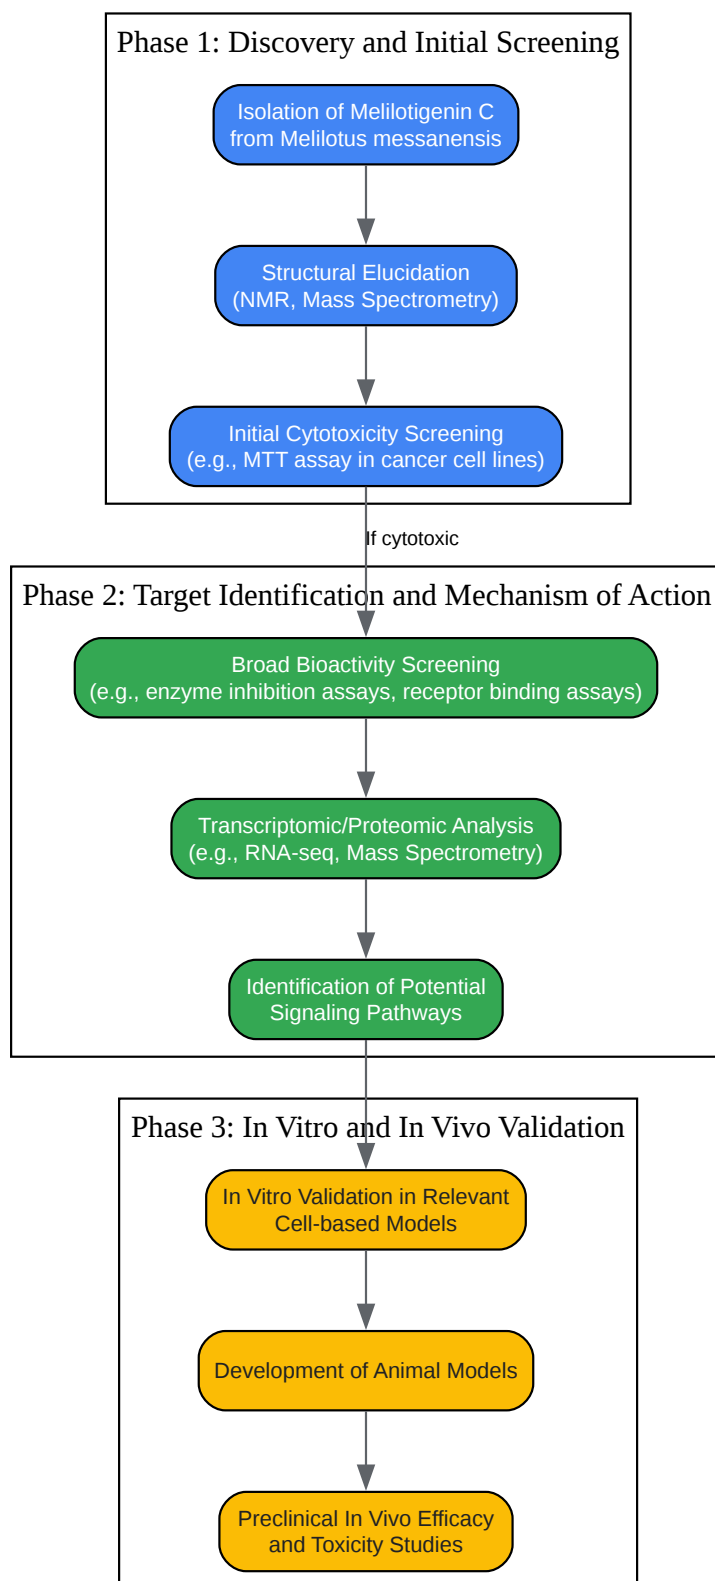 Phase 1: Discovery and Initial Screening
Isolation of Melilotigenin C
from Melilotus messanensis
Structural Elucidation
(NMR, Mass Spectrometry)
Initial Cytotoxicity Screening
(e.g., MTT assay in cancer cell lines)
If cytotoxic
Phase 2: Target Identification and Mechanism of Action
Broad Bioactivity Screening
(e.g., enzyme inhibition assays, receptor binding assays)
Transcriptomic/Proteomic Analysis
(e.g., RNA-seq, Mass Spectrometry)
Identification of Potential
Signaling Pathways
Phase 3: In Vitro and In Vivo Validation
In Vitro Validation in Relevant
Cell-based Models
Development of Animal Models
Preclinical In Vivo Efficacy
and Toxicity Studies